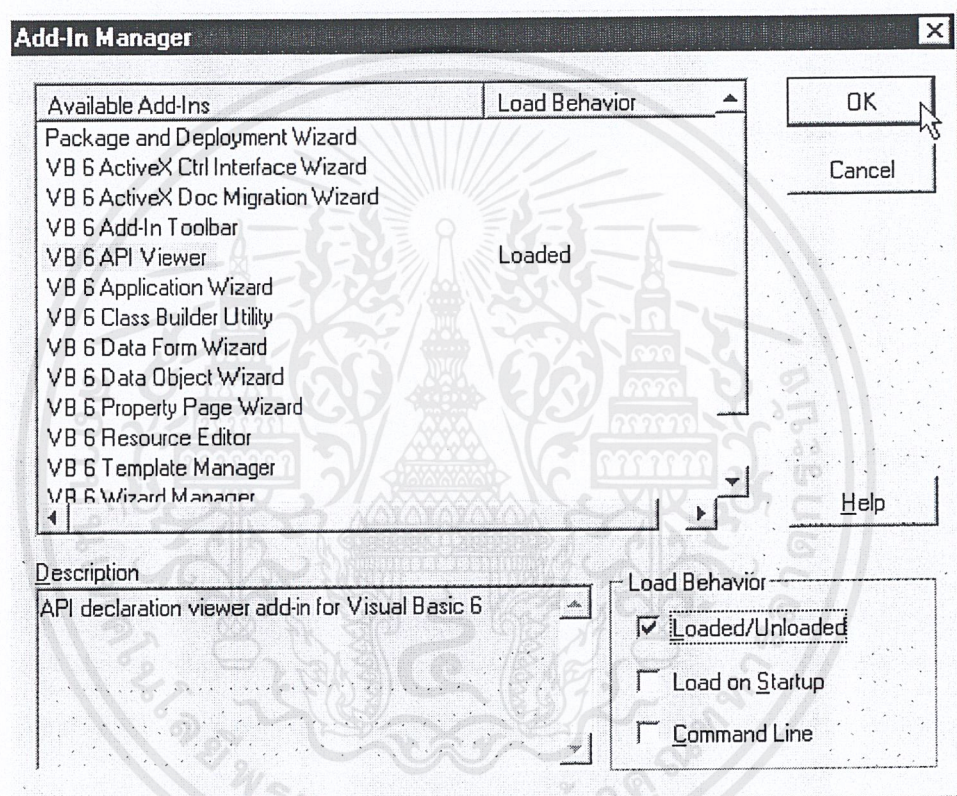 Add-In Manager
Available Add-Ins
Load Behavior
Package and Deployment Wizard
VB 6 ActiveX Ctrl Interface Wizard
VB 6 ActiveX Doc Migration Wizard
VB 6 Add-In Toolbar
VB 6 API Viewer
Loaded
VB 6 Application Wizard
VB 6 Class Builder Utility
VB 6 Data Form Wizard
VB 6 Data Object Wizard
VB 6 Property Page Wizard
VB 6 Resource Editor
VB 6 Template Manager
VB 6 Wizard Manager
OK
Cancel
Help
Description
API declaration viewer add-in for Visual Basic 6
Load Behavior
Loaded/Unloaded
Load on Startup
Command Line